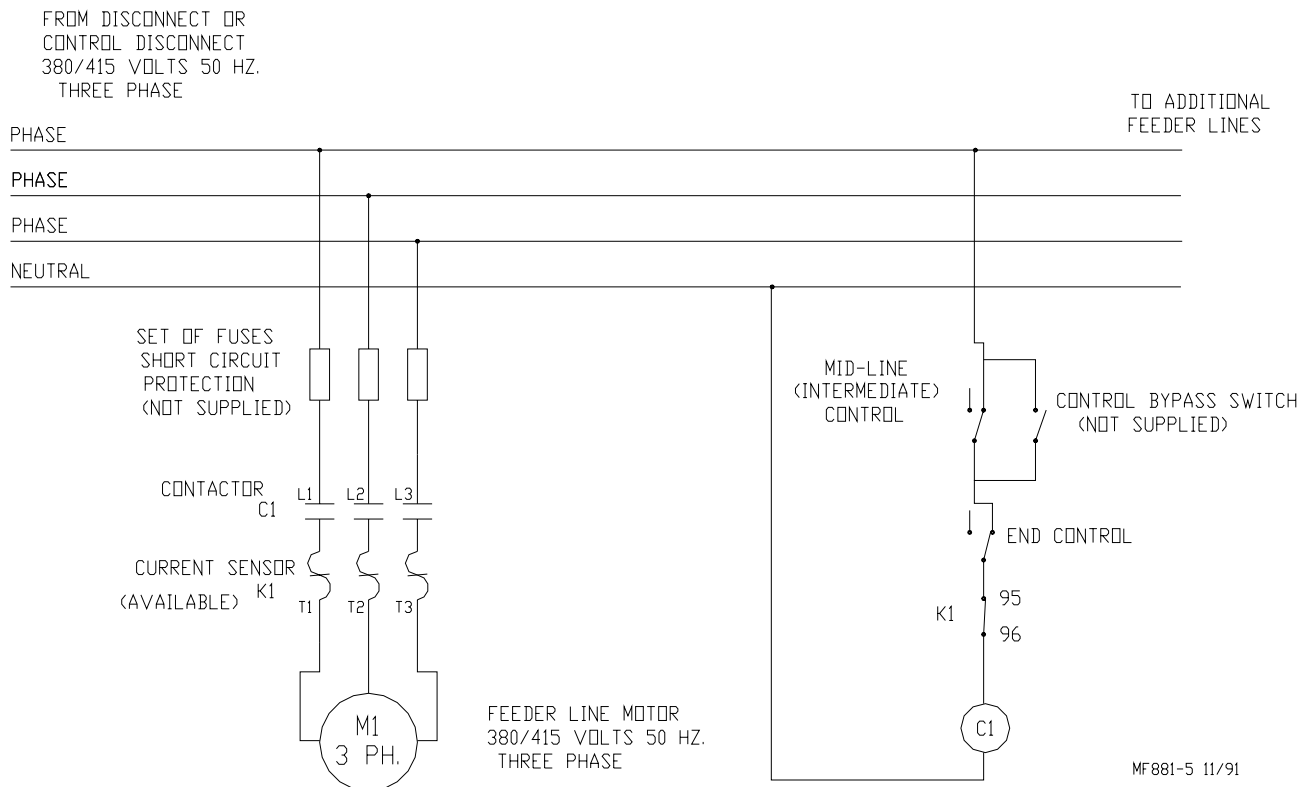 FROM DISCONNECT OR
CONTROL DISCONNECT
380/415 VOLTS 50 HZ.
THREE PHASE
TO ADDITIONAL
FEEDER LINES
PHASE
PHASE
PHASE
NEUTRAL
SET OF FUSES
SHORT CIRCUIT
PROTECTION
(NOT SUPPLIED)
MID-LINE
(INTERMEDIATE)
CONTROL
CONTROL BYPASS SWITCH
(NOT SUPPLIED)
CONTACTOR
C1
L1 L2 L3
END CONTROL
CURRENT SENSOR
K1
(AVAILABLE)
T1 T2 T3
K1
95
96
M1
3 PH.
FEEDER LINE MOTOR
380/415 VOLTS 50 HZ.
THREE PHASE
C1
MF881-5 11/91